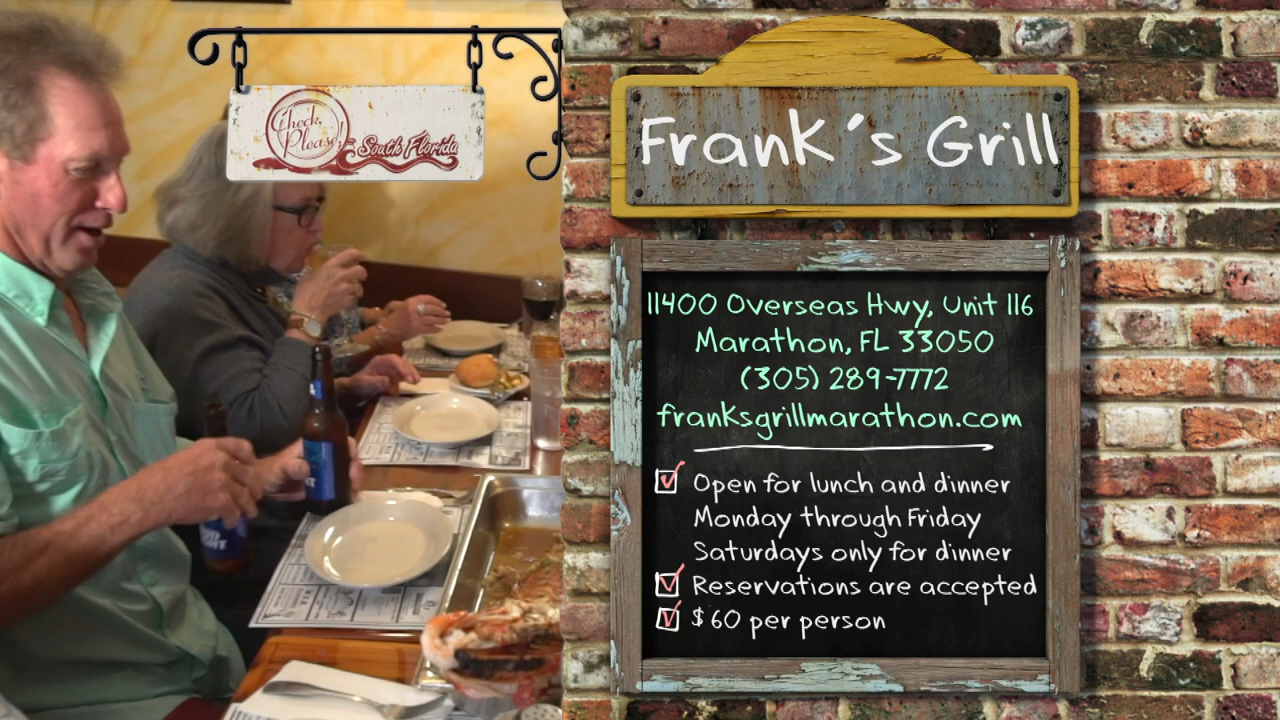 Check,
Please!
South Florida
Frank's Grill
11400 Overseas Hwy, Unit 116
Marathon, FL 33050
(305) 289-7772
franksgrillmarathon.com
Open for lunch and dinner
Monday through Friday
Saturdays only for dinner
Reservations are accepted
$60 per person